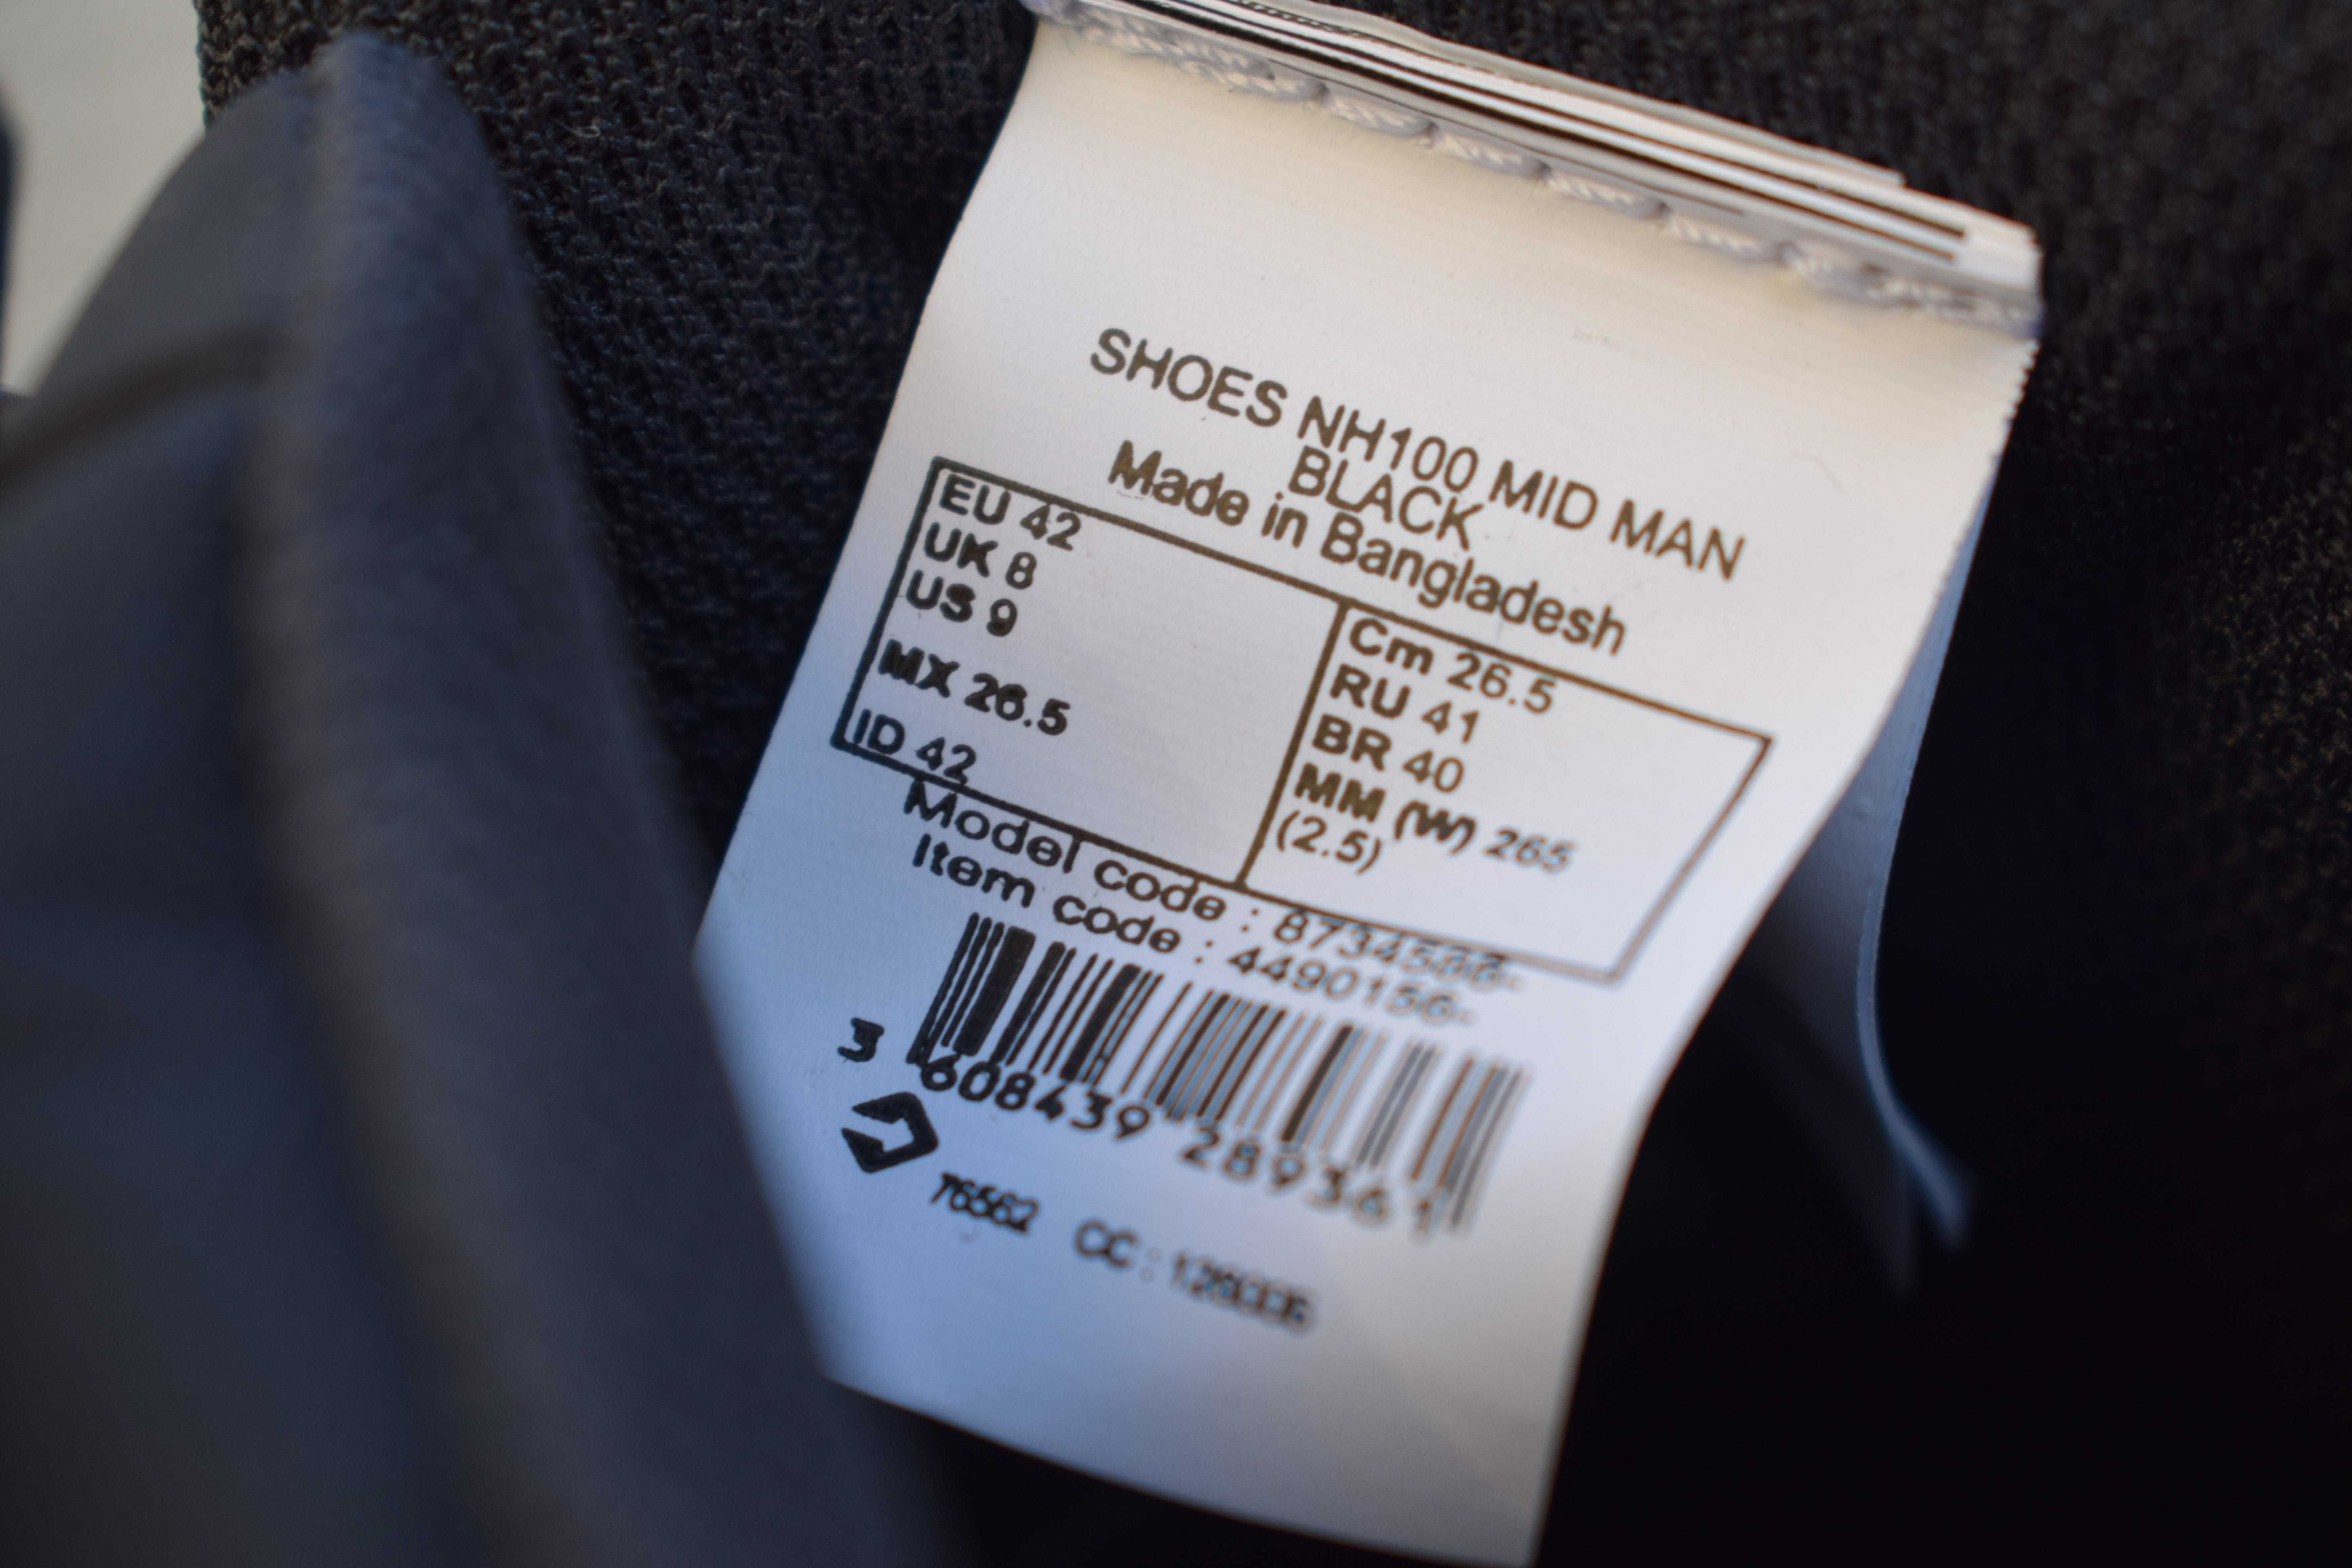 SHOES NH100 MID MAN
BLACK
Made in Bangladesh
EU 42
UK 8
US 9
MX 26.5
ID 42
Cm 26.5
RU 41
BR 40
MM (W) 265
(2.5)
Model code :
Item code : 4490156-
3 608439 289361
76562 CC :